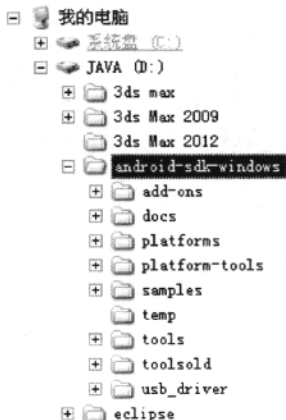 我的电脑
系统盘 (C:)
JAVA (D:)
3ds max
3ds Max 2009
3ds Max 2012
android-sdk-windows
add-ons
docs
platforms
platform-tools
samples
temp
tools
toolsold
usb_driver
eclipse